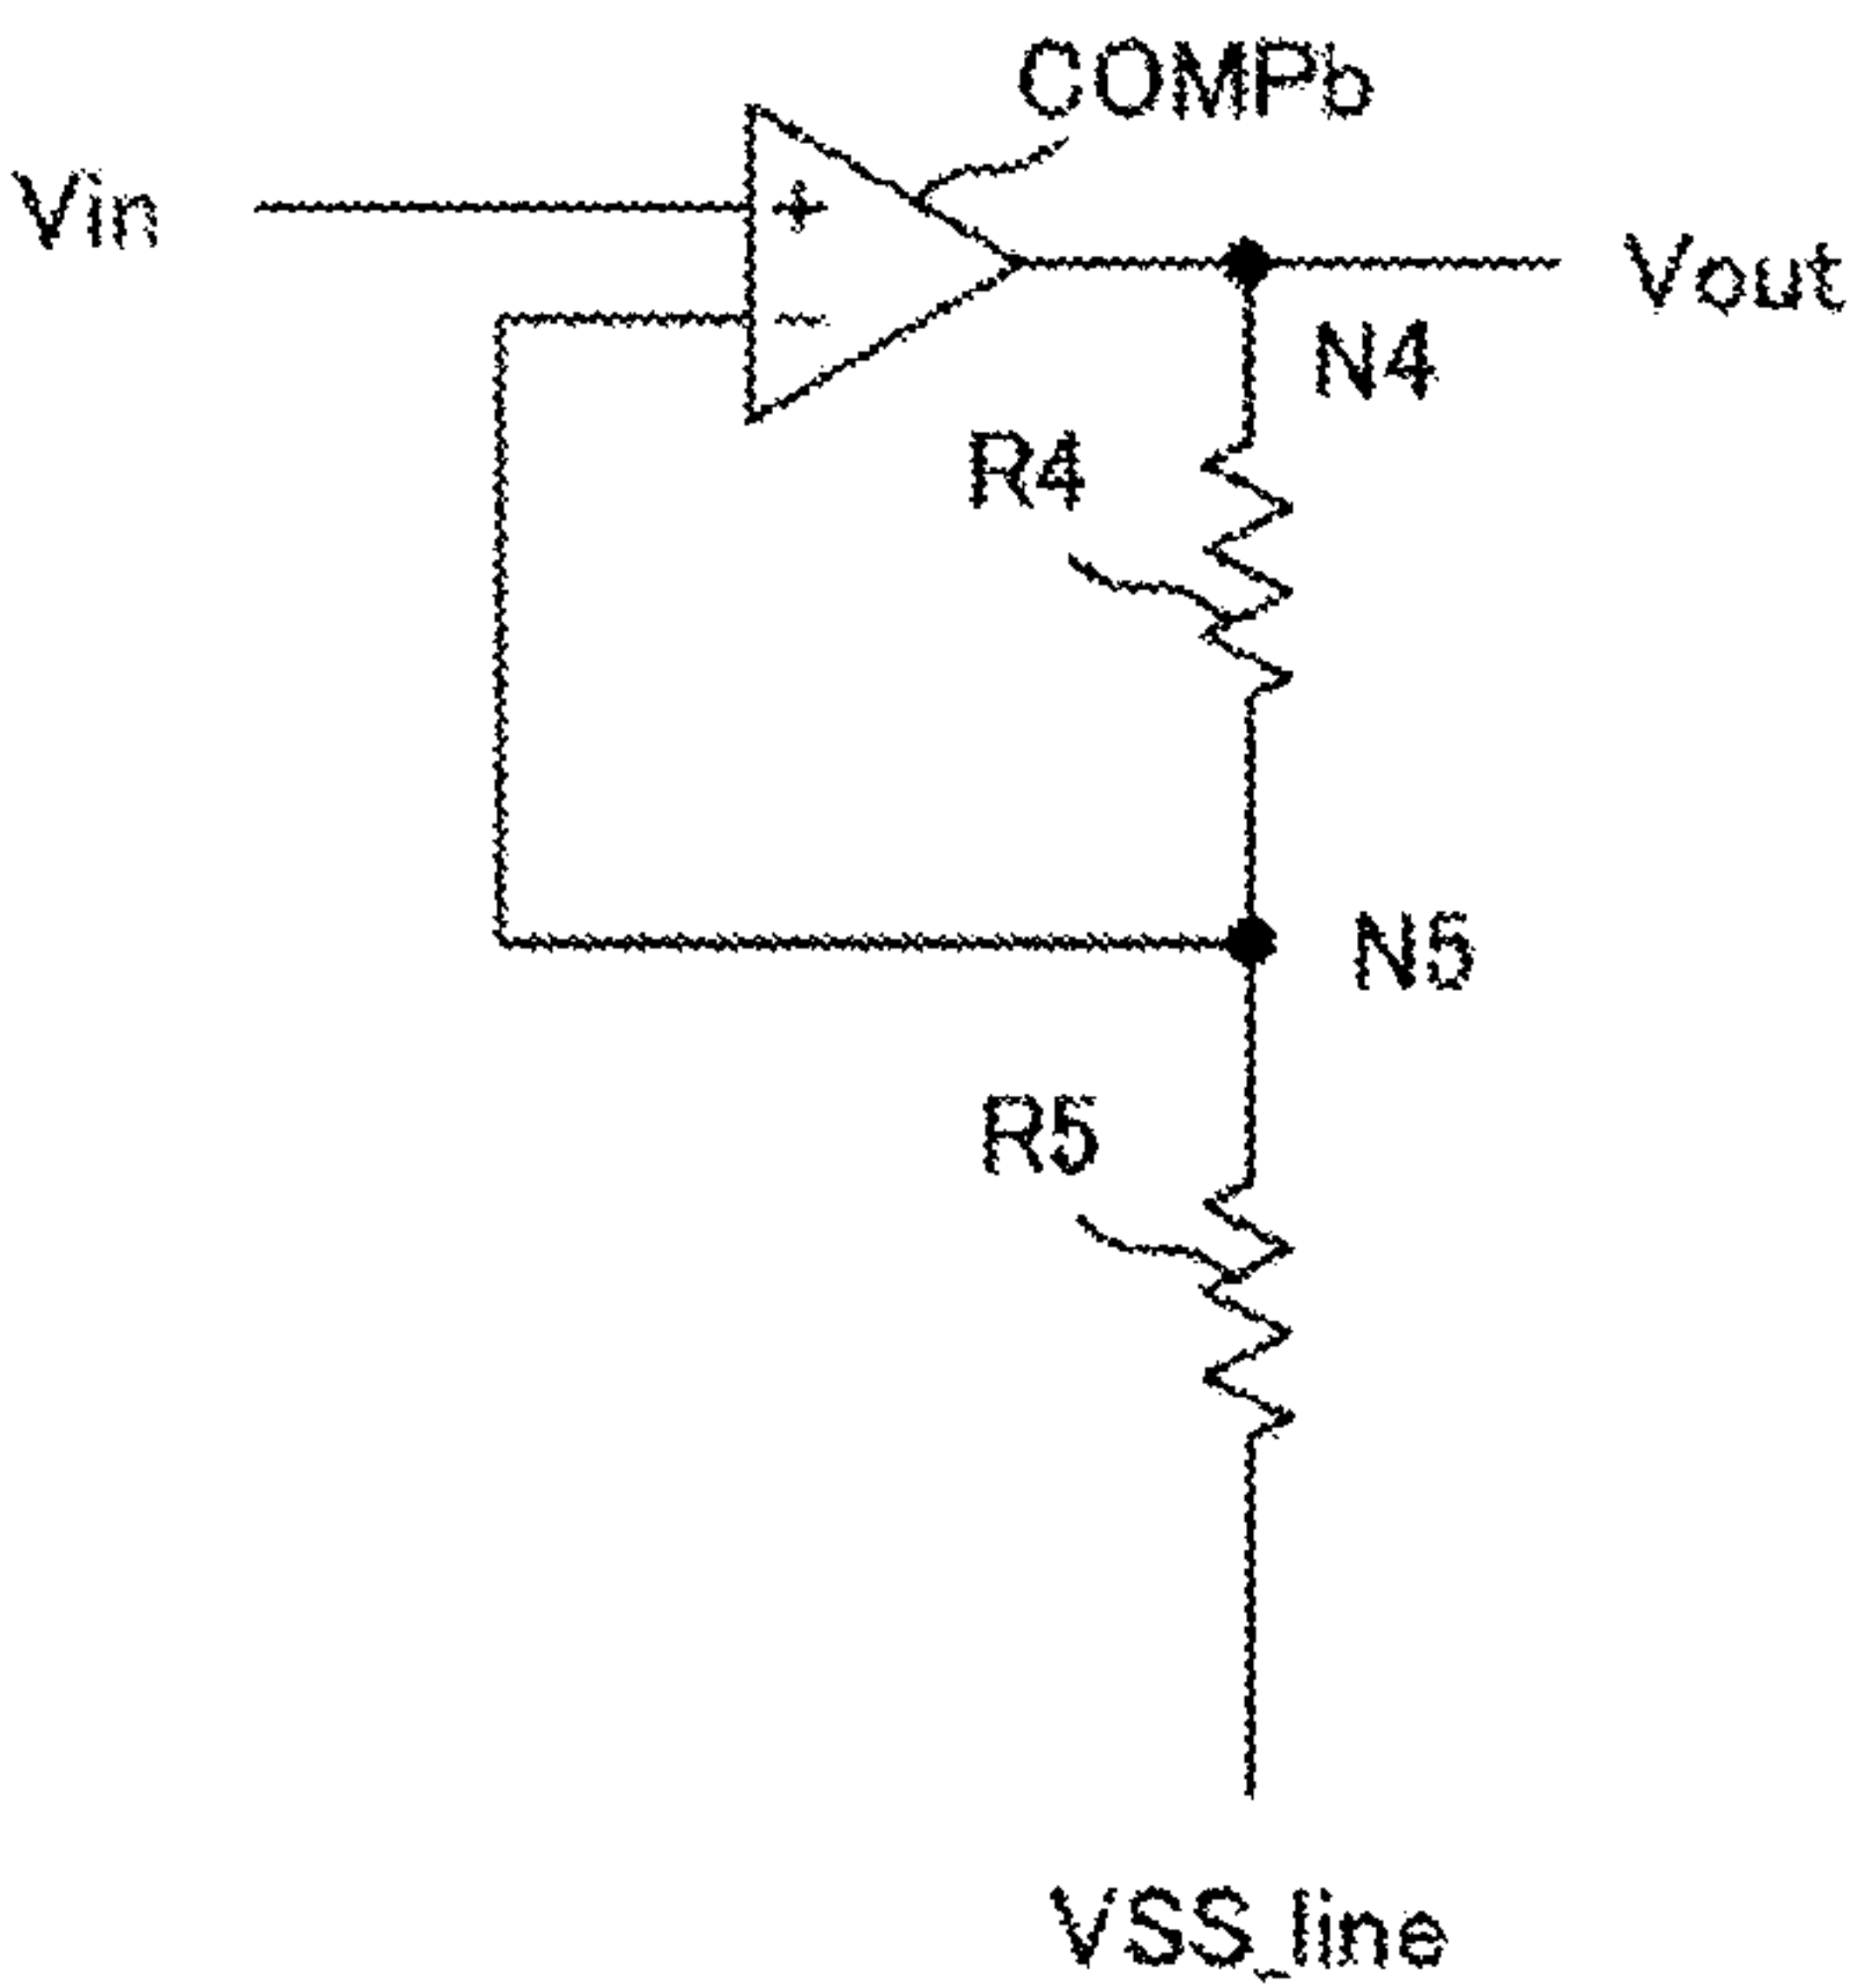 COMPb
Vin
+
-
Vout
N4
R4
N5
R5
VSS_line